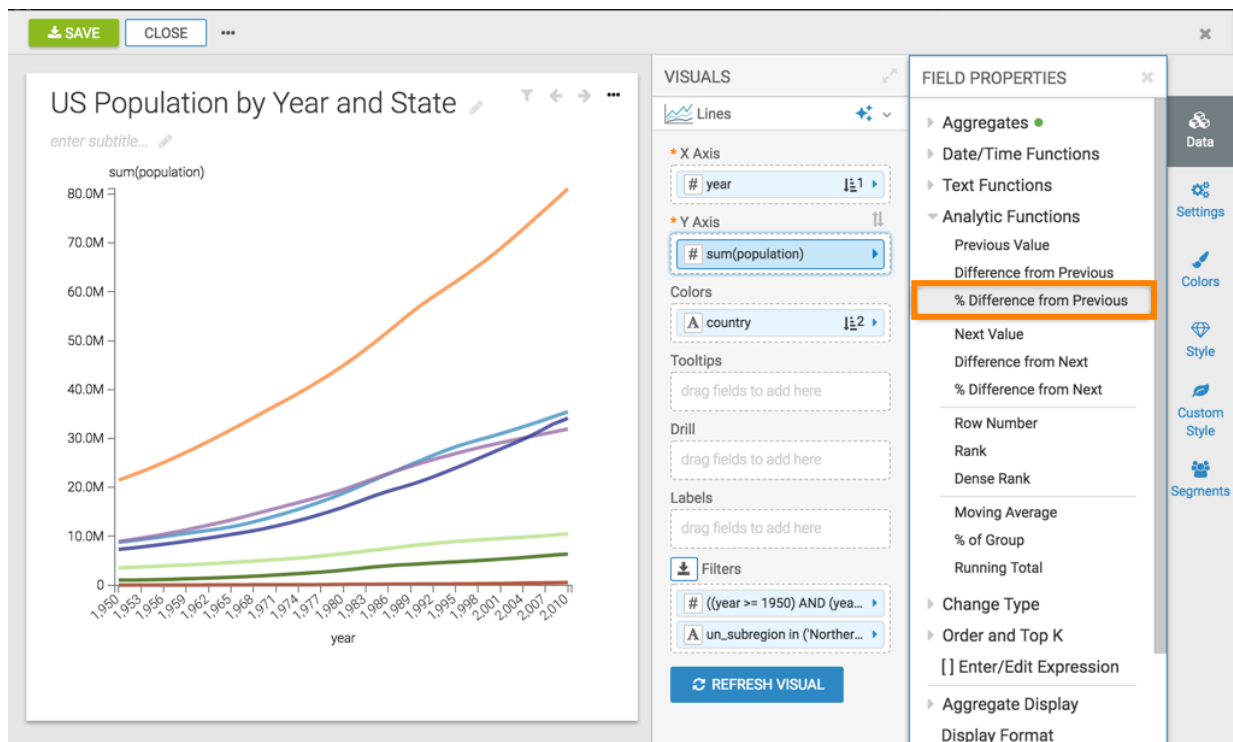 SAVE
CLOSE
US Population by Year and State
enter subtitle...
sum(population)
80.0M
70.0M
60.0M
50.0M
40.0M
30.0M
20.0M
10.0M
0
1,950
1,953
1,956
1,959
1,962
1,965
1,968
1,971
1,974
1,977
1,980
1,983
1,986
1,989
1,992
1,995
1,998
2,001
2,004
2,007
2,010
year
VISUALS
Lines
* X Axis
# year 1
* Y Axis
# sum(population)
Colors
A country 2
Tooltips
drag fields to add here
Drill
drag fields to add here
Labels
drag fields to add here
Filters
# ((year >= 1950) AND (yea...
A un_subregion in ('Norther...
REFRESH VISUAL
FIELD PROPERTIES
Aggregates
Date/Time Functions
Text Functions
Analytic Functions
Previous Value
Difference from Previous
% Difference from Previous
Next Value
Difference from Next
% Difference from Next
Row Number
Rank
Dense Rank
Moving Average
% of Group
Running Total
Change Type
Order and Top K
[ ] Enter/Edit Expression
Aggregate Display
Display Format
Data
Settings
Colors
Style
Custom
Style
Segments